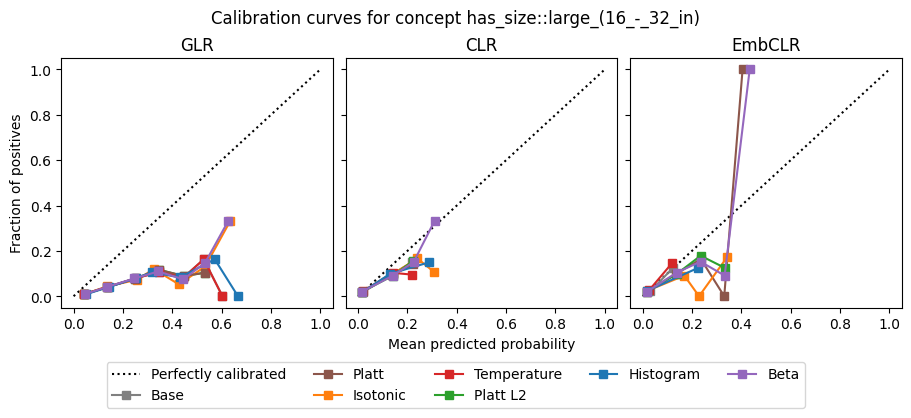 Calibration curves for concept has_size::large_(16_-_32_in)
GLR
CLR
EmbCLR
Fraction of positives
1.0
0.8
0.6
0.4
0.2
0.0
0.0 0.2 0.4 0.6 0.8 1.0
0.0 0.2 0.4 0.6 0.8 1.0
0.0 0.2 0.4 0.6 0.8 1.0
Mean predicted probability
Perfectly calibrated
Base
Platt
Isotonic
Temperature
Platt L2
Histogram
Beta